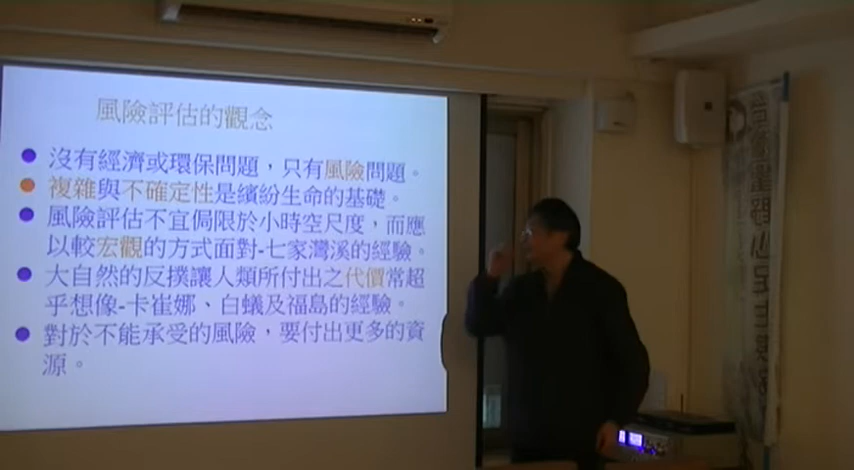 風險評估的觀念
沒有經濟或環保問題，只有風險問題。
複雜與不確定性是繽紛生命的基礎。
風險評估不宜侷限於小時空尺度，而應
以較宏觀的方式面對-七家灣溪的經驗。
大自然的反撲讓人類所付出之代價常超
乎想像-卡崔娜、白蟻及福島的經驗。
對於不能承受的風險，要付出更多的資
源。